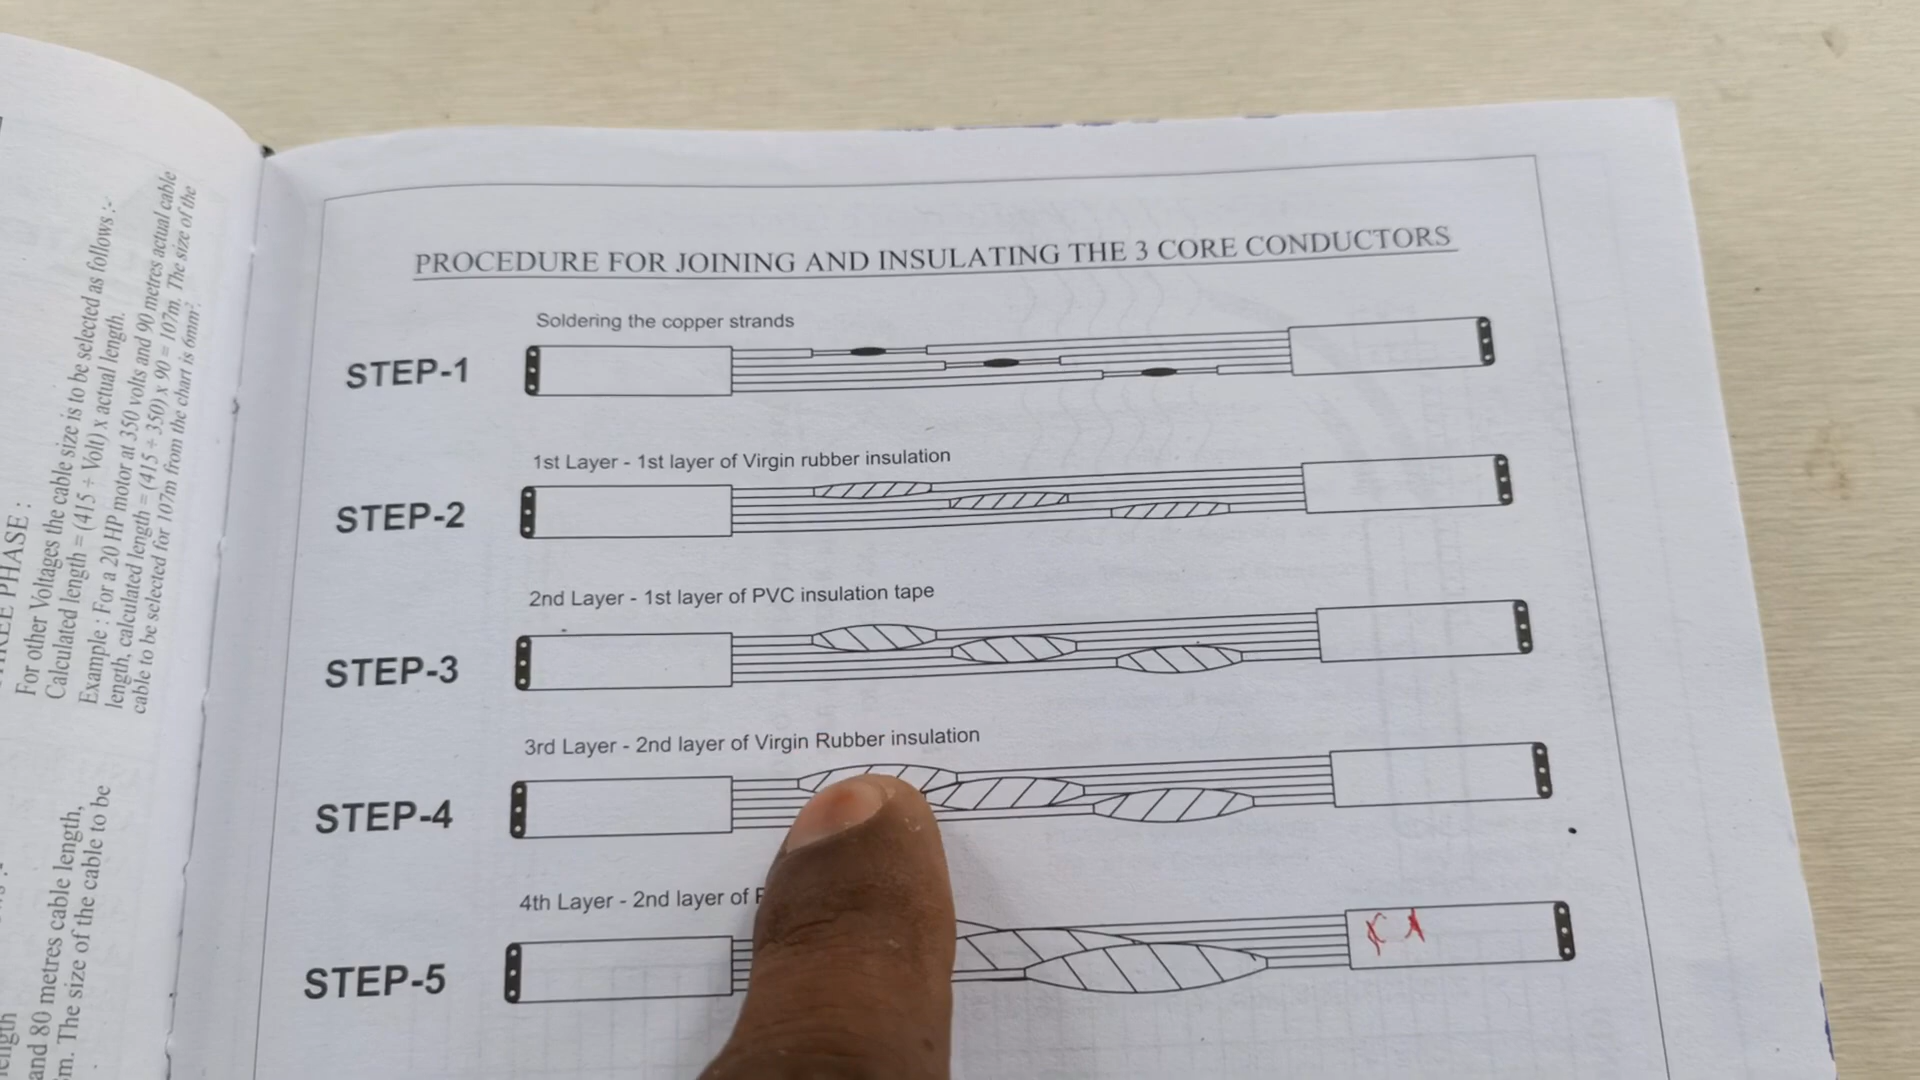 PROCEDURE FOR JOINING AND INSULATING THE 3 CORE CONDUCTORS
Soldering the copper strands
STEP-1
1st Layer - 1st layer of Virgin rubber insulation
STEP-2
2nd Layer - 1st layer of PVC insulation tape
STEP-3
3rd Layer - 2nd layer of Virgin Rubber insulation
STEP-4
4th Layer - 2nd layer of
STEP-5
PHASE :
For other Voltages the cable size is to be selected as follows :-
Calculated length = (415 ÷ Volt) x actual length.
Example : For a 20 HP motor at 350 volts and 90 metres actual cable
length, calculated length = (415 ÷ 350) x 90 = 107m. The size of the
cable to be selected for 107m from the chart is 6mm².
and 80 metres cable length,
m. The size of the cable to be